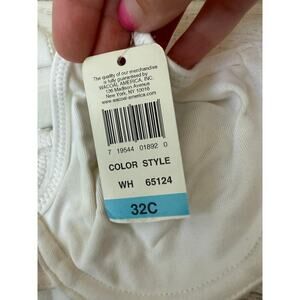 The quality of our merchandise
is fully guaranteed by
WACOAL AMERICA, INC.
136 Madison Avenue
New York, NY 10016
www.wacoal-america.com
7 19544 01892 0
COLOR STYLE
WH 65124
32C